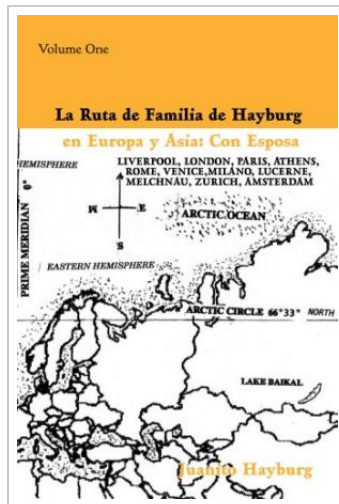 Volume One
La Ruta de Familia de Hayburg
en Europa y Asia: Con Esposa
HEMISPHERE
LIVERPOOL, LONDON, PARIS, ATHENS,
ROME, VENICE,MILANO, LUCERNE,
MELCHNAU, ZURICH, AMSTERDAM
PRIME MERIDIAN 0°
W
E
S
ARCTIC OCEAN
EASTERN HEMISPHERE
ARCTIC CIRCLE 66°33' NORTH
LAKE BAIKAL
Juanito Hayburg